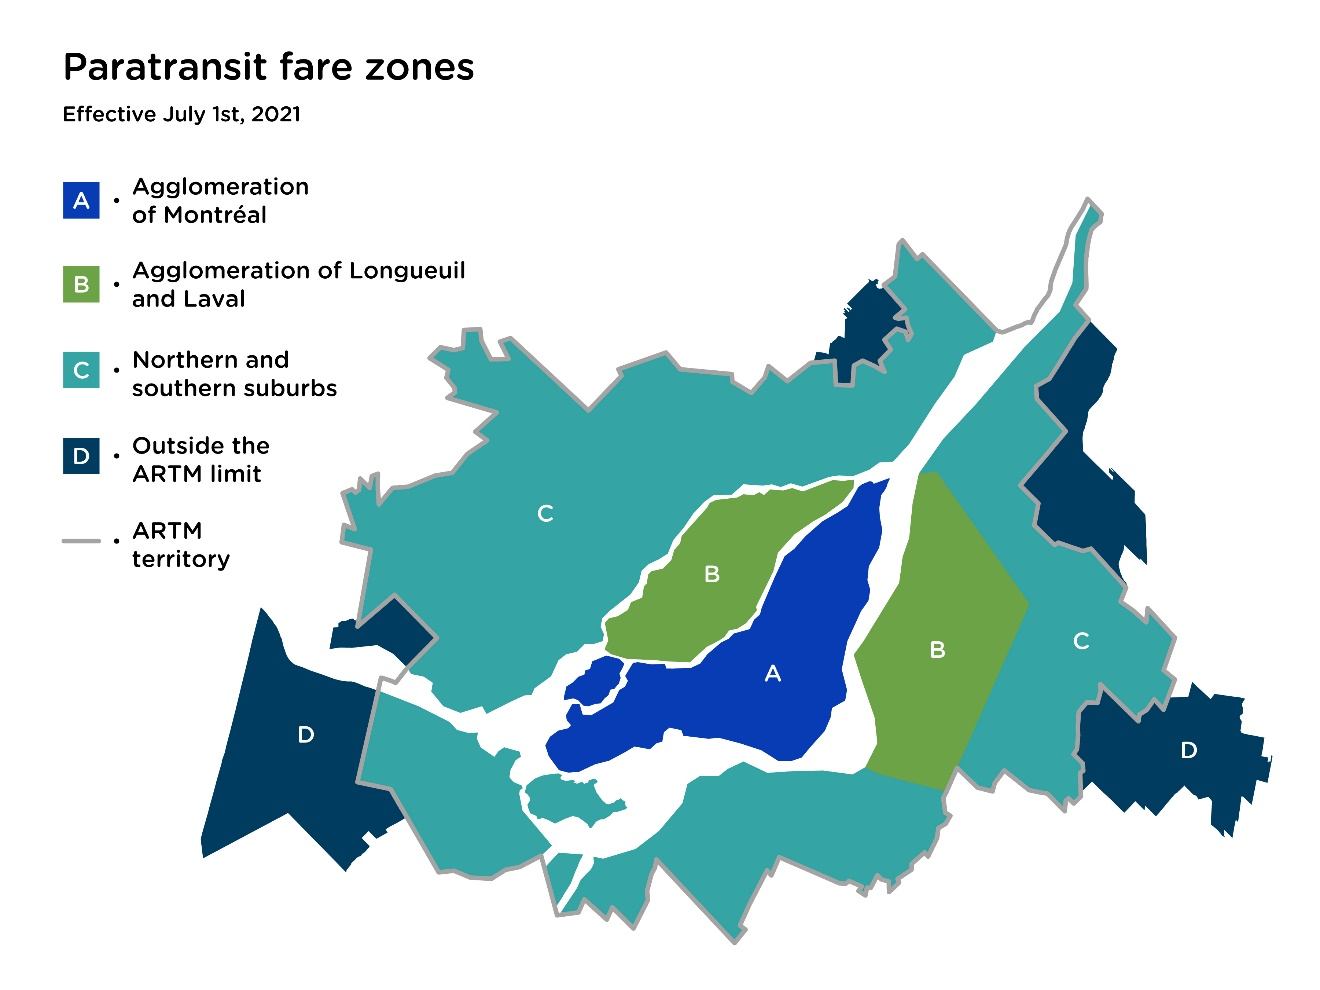 Paratransit fare zones
Effective July 1st, 2021
A • Agglomeration
of Montréal
B • Agglomeration of Longueuil
and Laval
C • Northern and
southern suburbs
D • Outside the
ARTM limit
• ARTM
territory
C
B
A
B
C
D
D